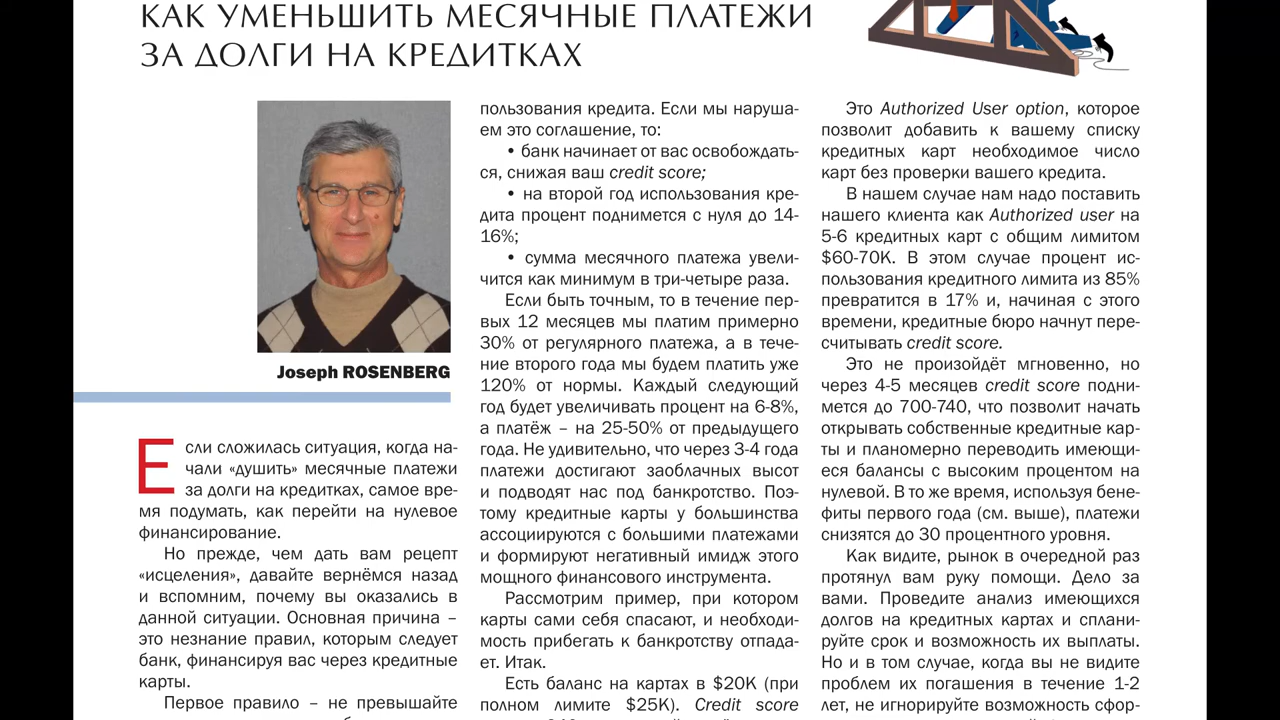 КАК УМЕНЬШИТЬ МЕСЯЧНЫЕ ПЛАТЕЖИ
ЗА ДОЛГИ НА КРЕДИТКАХ
Joseph ROSENBERG
Если сложилась ситуация, когда на-
чали «душить» месячные платежи
за долги на кредитках, самое вре-
мя подумать, как перейти на нулевое
финансирование.
Но прежде, чем дать вам рецепт
«исцеления», давайте вернёмся назад
и вспомним, почему вы оказались в
данной ситуации. Основная причина –
это незнание правил, которым следует
банк, финансируя вас через кредитные
карты.
Первое правило – не превышайте
пользования кредита. Если мы наруша-
ем это соглашение, то:
• банк начинает от вас освобождать-
ся, снижая ваш credit score;
• на второй год использования кре-
дита процент поднимется с нуля до 14-
16%;
• сумма месячного платежа увели-
чится как минимум в три-четыре раза.
Если быть точным, то в течение пер-
вых 12 месяцев мы платим примерно
30% от регулярного платежа, а в тече-
ние второго года мы будем платить уже
120% от нормы. Каждый следующий
год будет увеличивать процент на 6-8%,
а платёж – на 25-50% от предыдущего
года. Не удивительно, что через 3-4 года
платежи достигают заоблачных высот
и подводят нас под банкротство. Поэ-
тому кредитные карты у большинства
ассоциируются с большими платежами
и формируют негативный имидж этого
мощного финансового инструмента.
Рассмотрим пример, при котором
карты сами себя спасают, и необходи-
мость прибегать к банкротству отпада-
ет. Итак.
Есть баланс на картах в $20K (при
полном лимите $25K). Credit score
Это Authorized User option, которое
позволит добавить к вашему списку
кредитных карт необходимое число
карт без проверки вашего кредита.
В нашем случае нам надо поставить
нашего клиента как Authorized user на
5-6 кредитных карт с общим лимитом
$60-70K. В этом случае процент ис-
пользования кредитного лимита из 85%
превратится в 17% и, начиная с этого
времени, кредитные бюро начнут пере-
считывать credit score.
Это не произойдёт мгновенно, но
через 4-5 месяцев credit score подни-
мется до 700-740, что позволит начать
открывать собственные кредитные кар-
ты и планомерно переводить имеющи-
еся балансы с высоким процентом на
нулевой. В то же время, используя бене-
фиты первого года (см. выше), платежи
снизятся до 30 процентного уровня.
Как видите, рынок в очередной раз
протянул вам руку помощи. Дело за
вами. Проведите анализ имеющихся
долгов на кредитных картах и сплани-
руйте срок и возможность их выплаты.
Но и в том случае, когда вы не видите
проблем их погашения в течение 1-2
лет, не игнорируйте возможность сфор-